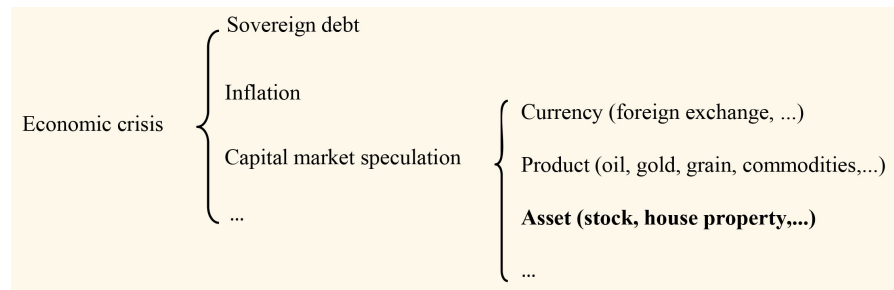 Economic crisis
Sovereign debt
Inflation
Capital market speculation
...
Currency (foreign exchange, ...)
Product (oil, gold, grain, commodities,...)
Asset (stock, house property,...)
...